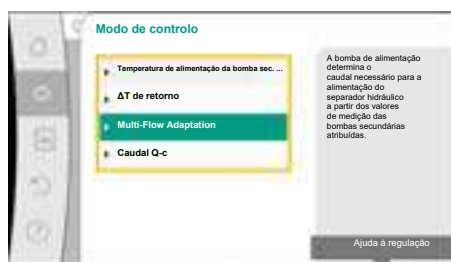 Modo de controlo
Temperatura de alimentação da bomba sec. ...
ΔT de retorno
Multi-Flow Adaptation
Caudal Q-c
A bomba de alimentação
determina o
caudal necessário para a
alimentação do
separador hidráulico
a partir dos valores
de medição das
bombas secundárias
atribuídas.
Ajuda à regulação